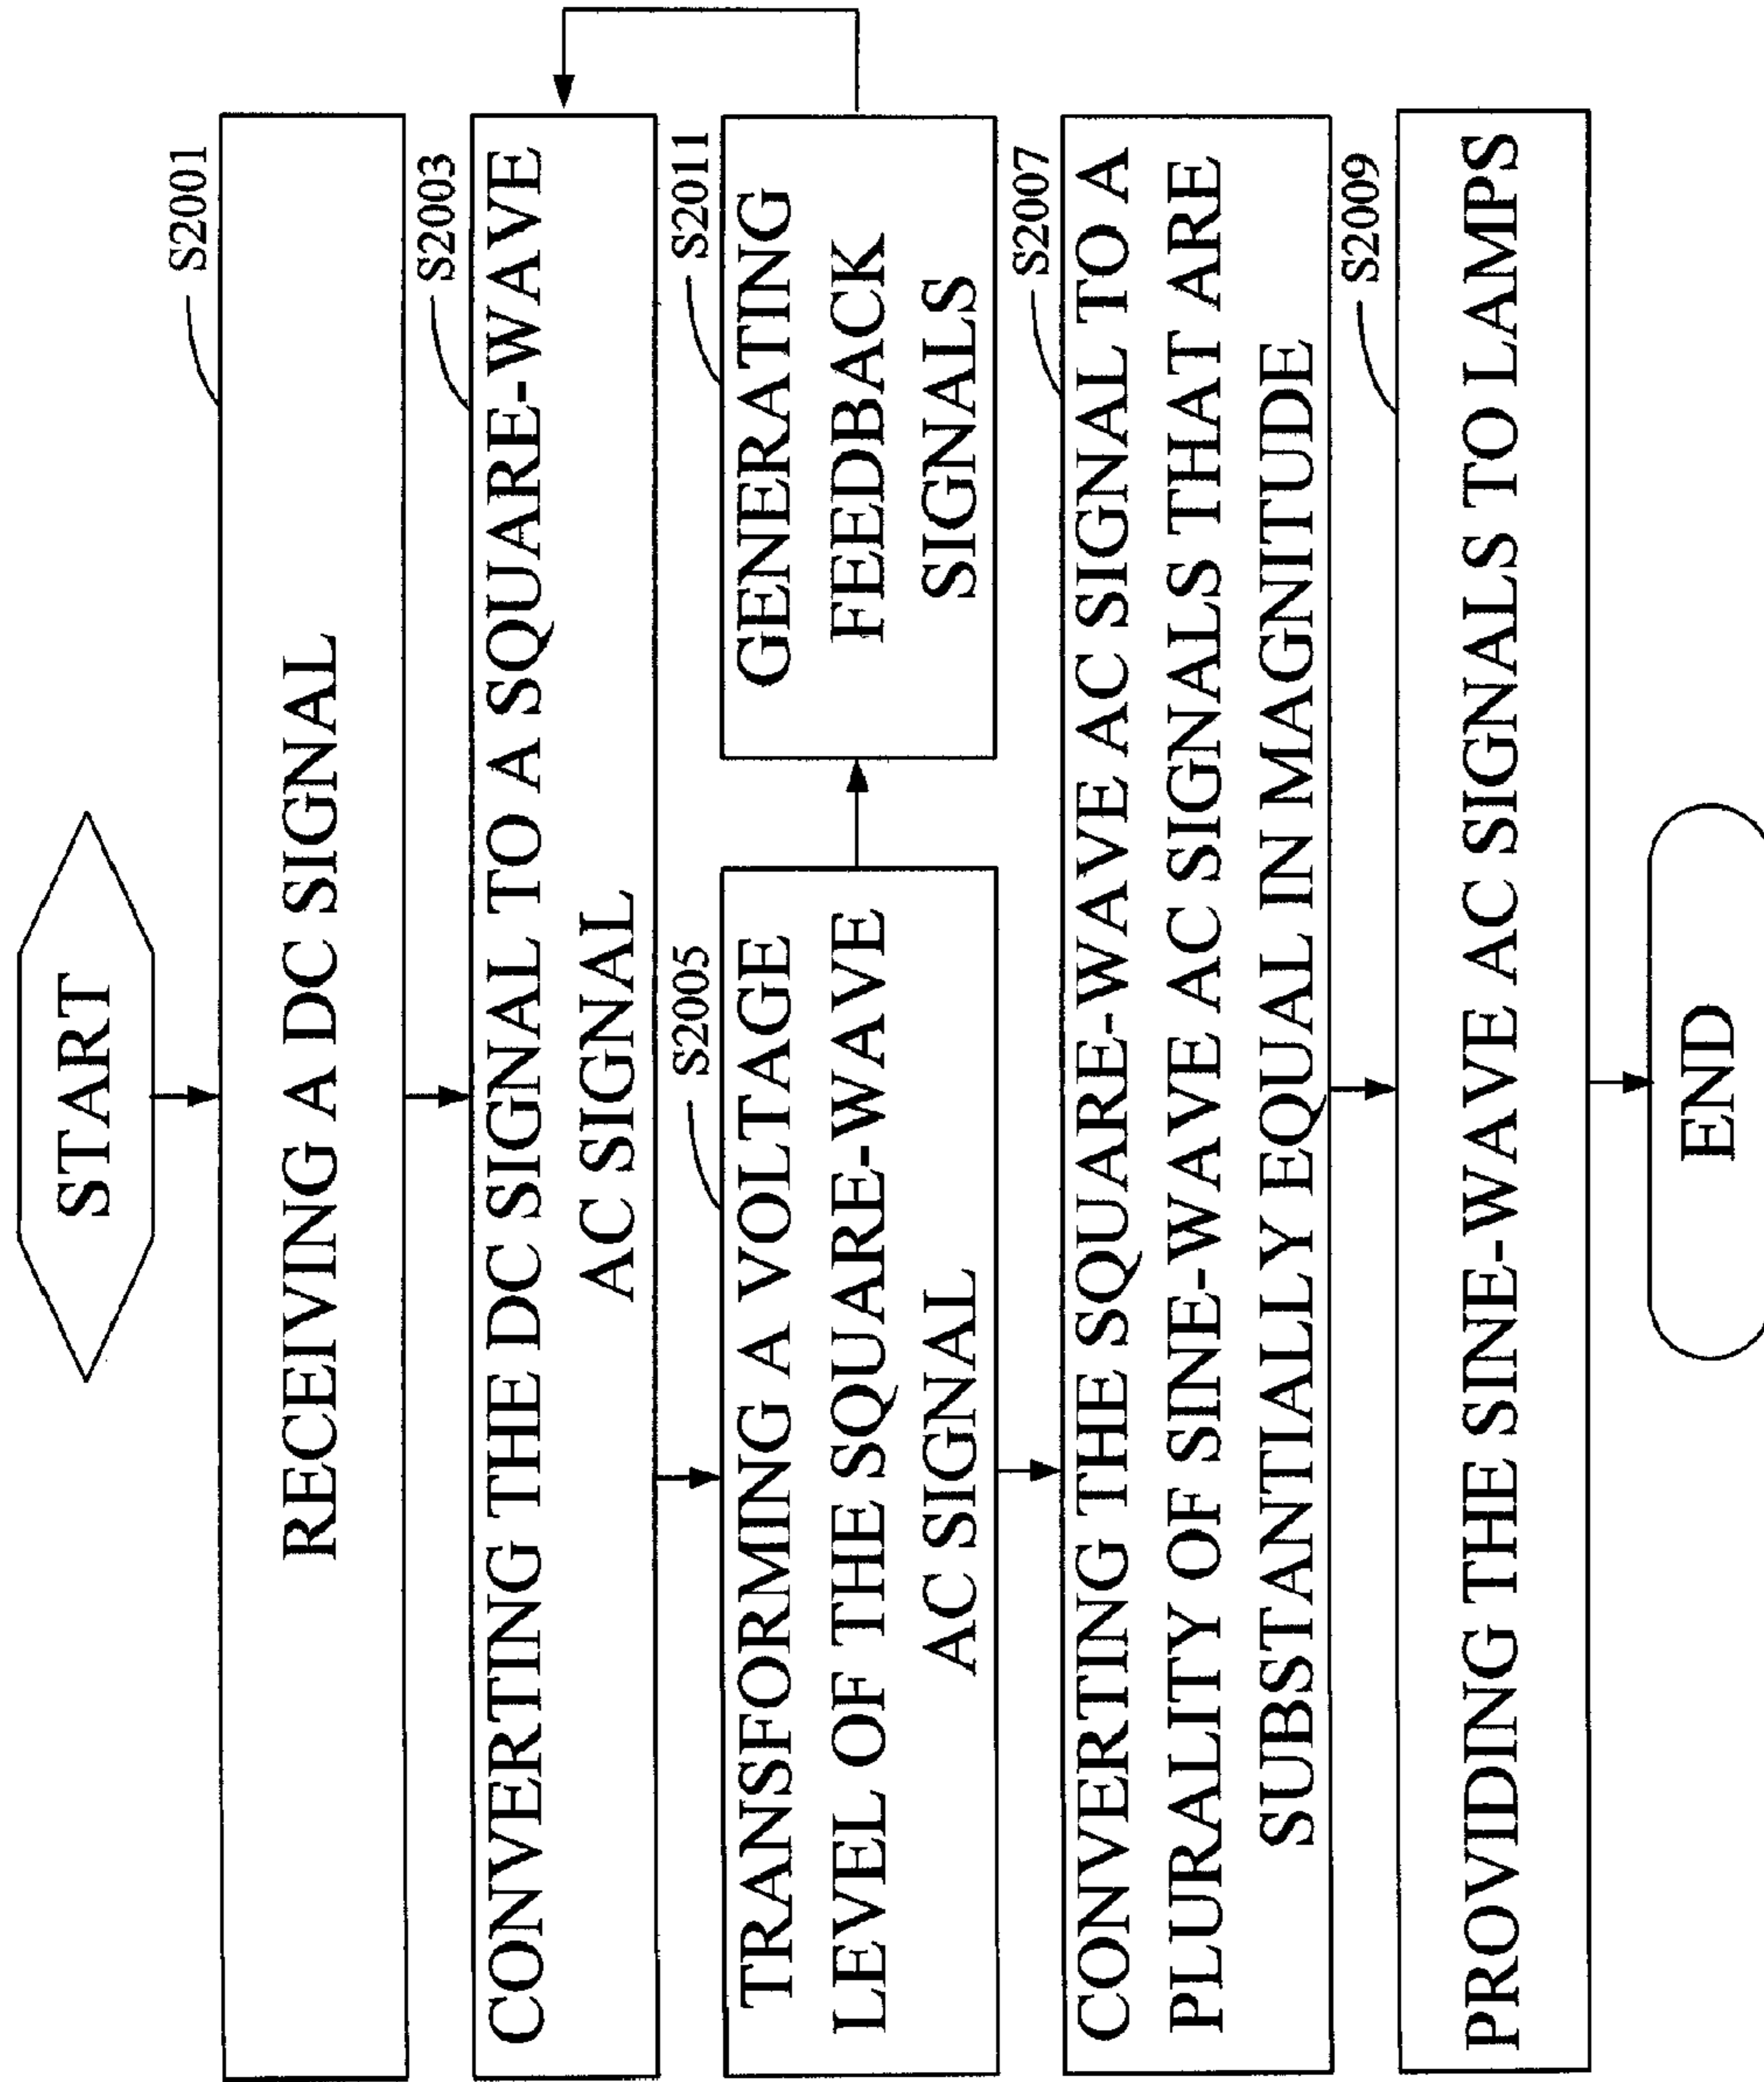 START
S2001
RECEIVING A DC SIGNAL
S2003
CONVERTING THE DC SIGNAL TO A SQUARE-WAVE
AC SIGNAL
S2005
TRANSFORMING A VOLTAGE
LEVEL OF THE SQUARE-WAVE
AC SIGNAL
S2011
GENERATING
FEEDBACK
SIGNALS
S2007
CONVERTING THE SQUARE-WAVE AC SIGNAL TO A
PLURALITY OF SINE-WAVE AC SIGNALS THAT ARE
SUBSTANTIALLY EQUAL IN MAGNITUDE
S2009
PROVIDING THE SINE-WAVE AC SIGNALS TO LAMPS
END